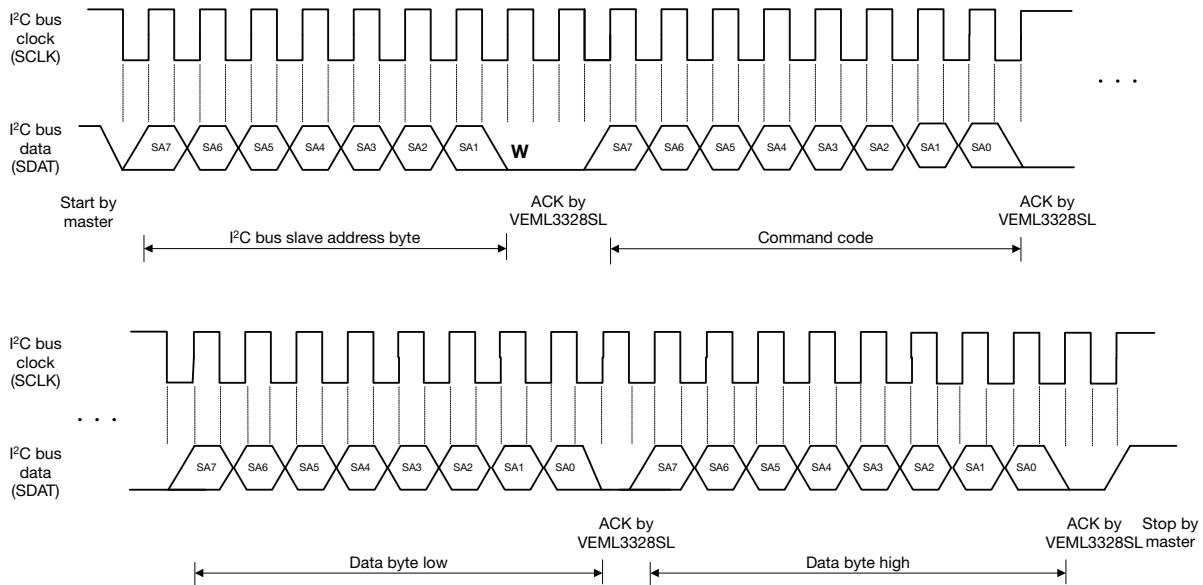 I²C bus
clock
(SCLK)
. . .
I²C bus
data
(SDAT)
SA7 SA6 SA5 SA4 SA3 SA2 SA1 W SA7 SA6 SA5 SA4 SA3 SA2 SA1 SA0
Start by
master
ACK by
VEML3328SL
ACK by
VEML3328SL
I²C bus slave address byte
Command code
I²C bus
clock
(SCLK)
. . .
I²C bus
data
(SDAT)
SA7 SA6 SA5 SA4 SA3 SA2 SA1 SA0 SA7 SA6 SA5 SA4 SA3 SA2 SA1 SA0
ACK by
VEML3328SL
ACK by
VEML3328SL
Stop by
master
Data byte low
Data byte high